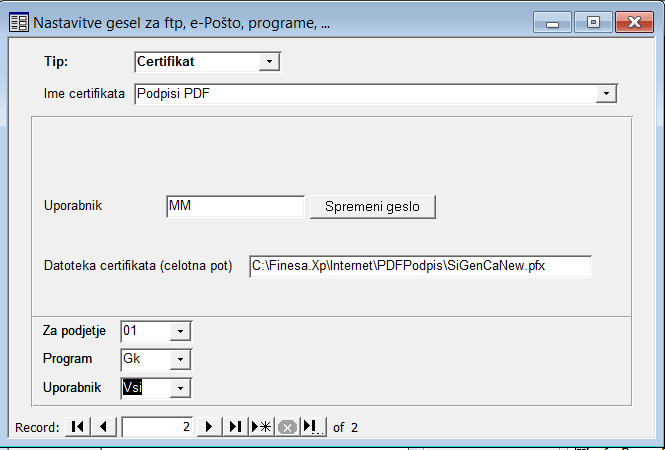 Nastavitve gesel za ftp, e-Pošto, programe, ...
Tip: Certifikat
Ime certifikata Podpisi PDF
Uporabnik MM Spremeni geslo
Datoteka certifikata (celotna pot) C:\Finesa.Xp\Internet\PDFPodpis\SiGenCaNew.pfx
Za podjetje 01
Program Gk
Uporabnik Vsi
Record: 2 of 2